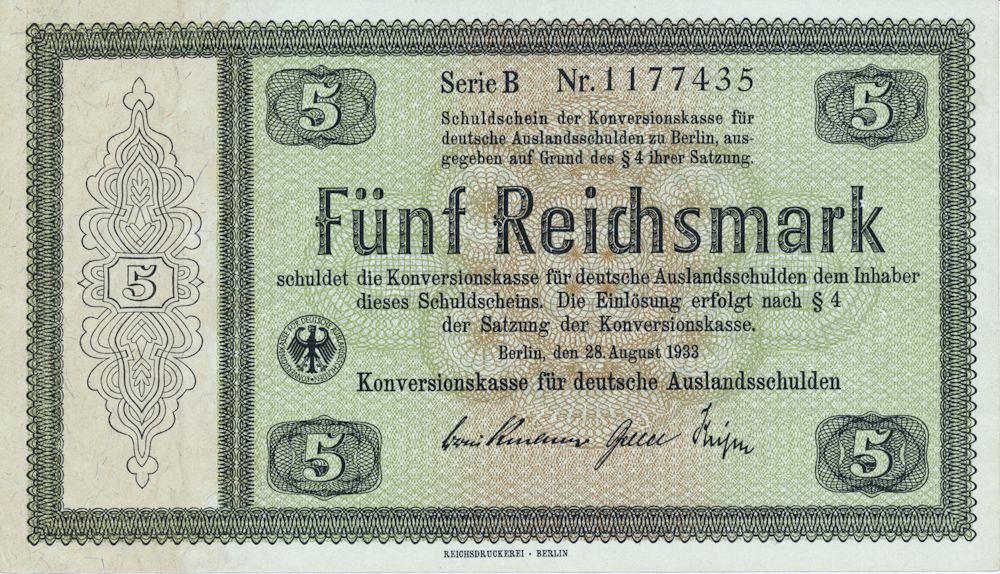 5
5
Serie B Nr. 1177435
Schuldschein der Konversionskasse für
deutsche Auslandsschulden zu Berlin, aus-
gegeben auf Grund des § 4 ihrer Satzung.
Fünf Reichsmark
5
schuldet die Konversionskasse für deutsche Auslandsschulden dem Inhaber
dieses Schuldscheins. Die Einlösung erfolgt nach § 4
der Satzung der Konversionskasse.
Berlin, den 28. August 1933
Konversionskasse für deutsche Auslandsschulden
5
5
REICHSDRUCKEREI · BERLIN